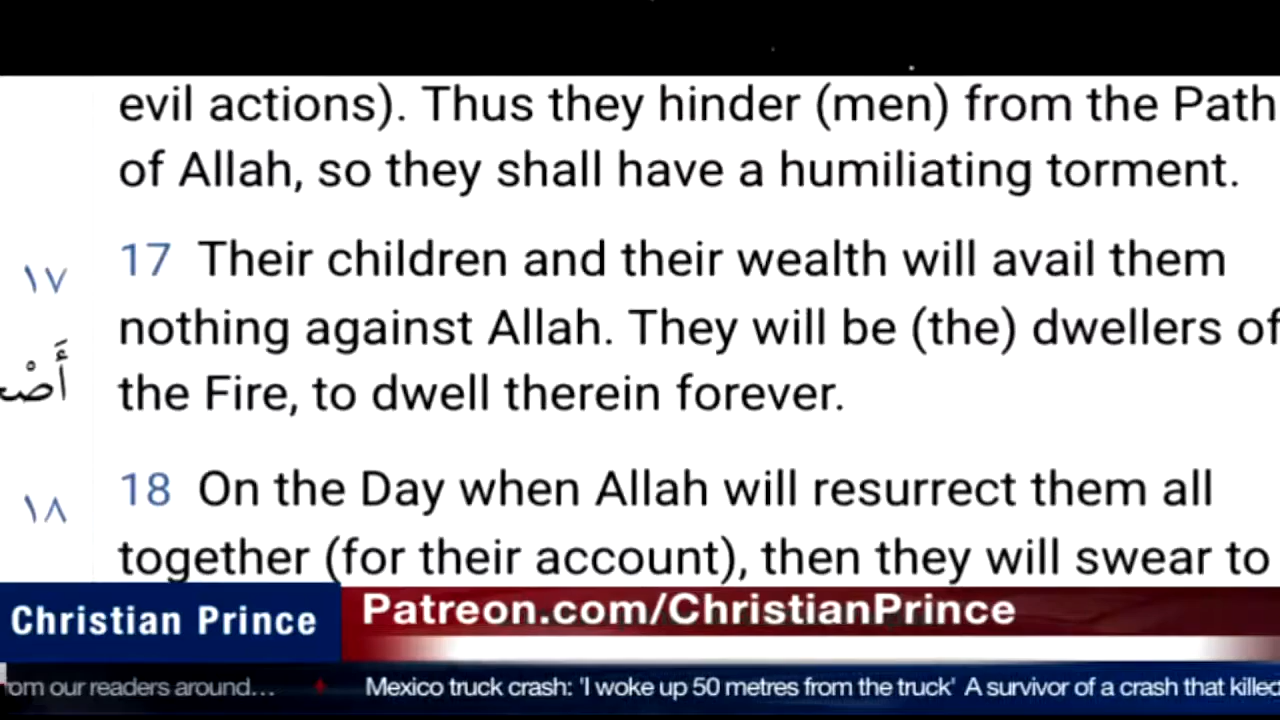 evil actions). Thus they hinder (men) from the Path
of Allah, so they shall have a humiliating torment.
١٧
17 Their children and their wealth will avail them
nothing against Allah. They will be (the) dwellers of
أَصْح
the Fire, to dwell therein forever.
١٨
18 On the Day when Allah will resurrect them all
together (for their account), then they will swear to
Christian Prince
Patreon.com/ChristianPrince
om our readers around... Mexico truck crash: 'I woke up 50 metres from the truck' A survivor of a crash that killed